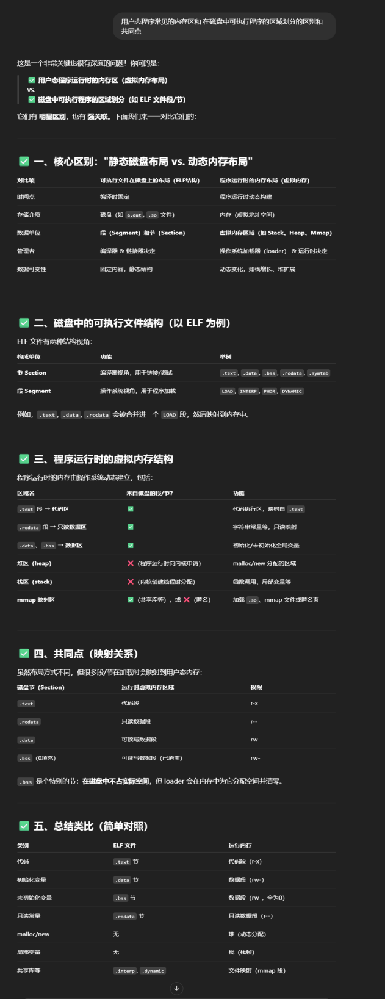 用户态程序常见的内存区和 在磁盘中可执行程序的区域划分的区别和
共同点
这是一个非常关键也很有深度的问题！你问的是：
✅ 用户态程序运行时的内存区（虚拟内存布局）
vs.
✅ 磁盘中可执行程序的区域划分（如 ELF 文件段/节）
它们有 明显区别，也有 强关联。下面我们来一一对比它们的：
✅ 一、核心区别："静态磁盘布局 vs. 动态内存布局"
对比项 可执行文件在磁盘上的布局（ELF结构） 程序运行时的内存布局（虚拟内存）
时间点 编译时固定 程序运行时动态构建
存储介质 磁盘（如 a.out, .so 文件） 内存（虚拟地址空间）
数据单位 段（Segment）和节（Section） 虚拟内存区域（如 Stack、Heap、Mmap）
管理者 编译器 & 链接器决定 操作系统加载器（loader） & 运行时决定
数据可变性 固定内容，静态结构 动态变化，如栈增长、堆扩展
✅ 二、磁盘中的可执行文件结构（以 ELF 为例）
ELF 文件有两种结构视角：
构成单位 功能 举例
节 Section 编译器视角，用于链接/调试 .text, .data, .bss, .rodata, .symtab
段 Segment 操作系统视角，用于程序加载 LOAD, INTERP, PHDR, DYNAMIC
例如，.text, .data, .rodata 会被合并进一个 LOAD 段，然后映射到内存中。
✅ 三、程序运行时的虚拟内存结构
程序运行时的内存由操作系统动态建立，包括：
区域名 来自磁盘的段/节？ 功能
.text 段 → 代码区 ✅ 代码执行区，映射自 .text
.rodata 段 → 只读数据区 ✅ 字符串常量等，只读映射
.data、.bss → 数据区 ✅ 初始化/未初始化全局变量
堆区（heap） ❌（程序运行时向内核申请） malloc/new 分配的区域
栈区（stack） ❌（内核创建线程时分配） 函数调用、局部变量等
mmap 映射区 ✅（共享库等），或 ❌（匿名） 加载 .so、mmap 文件或匿名页
✅ 四、共同点（映射关系）
虽然布局方式不同，但很多段/节在加载时会映射到用户态内存：
磁盘节（Section） 运行时虚拟内存区域 权限
.text 代码段 r-x
.rodata 只读数据段 r--
.data 可读写数据段 rw-
.bss（0填充） 可读写数据段（已清零） rw-
.bss 是个特别的节：在磁盘中不占实际空间，但 loader 会在内存中为它分配空间并清零。
✅ 五、总结类比（简单对照）
类别 ELF 文件 运行内存
代码 .text 节 代码段（r-x）
初始化变量 .data 节 数据段（rw-）
未初始化变量 .bss 节 数据段（rw-，全为0）
只读常量 .rodata 节 只读数据段（r--）
malloc/new 无 堆（动态分配）
局部变量 无 栈（栈帧）
共享库等 .interp, .dynamic 文件映射（mmap 段）